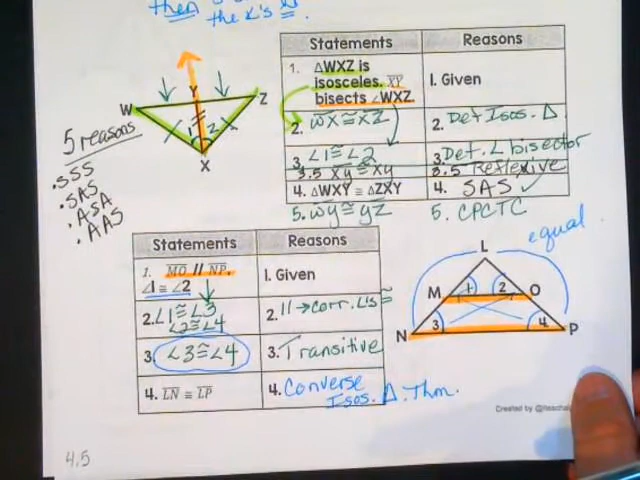 then
the ∠'s ≅.
Statements Reasons
1. △WXZ is isosceles. XY bisects ∠WXZ.
1. Given
2. WX ≅ XZ
2. Def Isos. △
3. ∠1 ≅ ∠2
3. Def. ∠ bisector
3.5 XY ≅ XY
3.5 Reflexive
4. △WXY ≅ △ZXY
4. SAS ✓
5. WY ≅ YZ
5. CPCTC
W Y Z
1 2
X
5 reasons
• SSS
• SAS
• ASA
• AAS
Statements Reasons
1. MO // NP.
∠1 ≅ ∠2
1. Given
2. ∠1 ≅ ∠3
∠2 ≅ ∠4
2. // → corr. ∠'s ≅
3. ∠3 ≅ ∠4
3. Transitive
4. LN ≅ LP
4. Converse
Isos. △. Thm.
equal
L
M 1 2 O
N 3 4 P
Created by
4.5